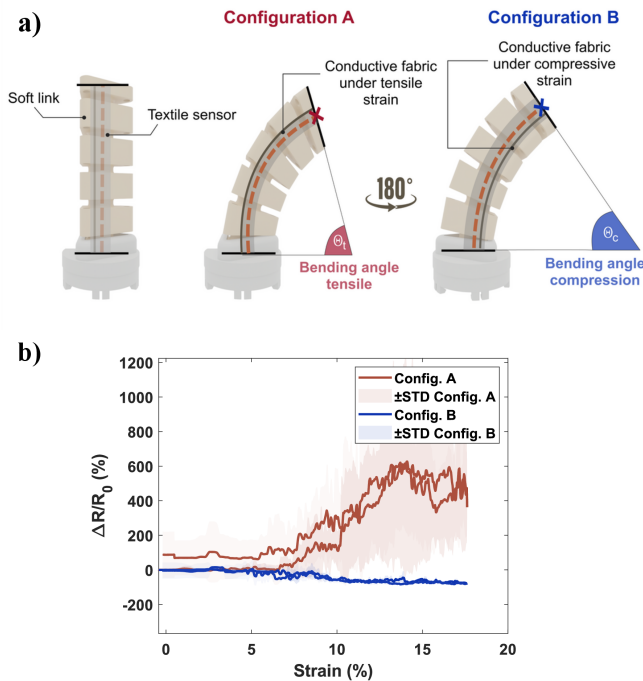 a)
Configuration A
Configuration B
Soft link
Textile sensor
Conductive fabric
under tensile
strain
Conductive fabric
under compressive
strain
180°
Θt
Bending angle
tensile
Θc
Bending angle
compression
b)
1200
1000
800
600
400
200
0
-200
ΔR/R0 (%)
Config. A
±STD Config. A
Config. B
±STD Config. B
0
5
10
15
20
Strain (%)